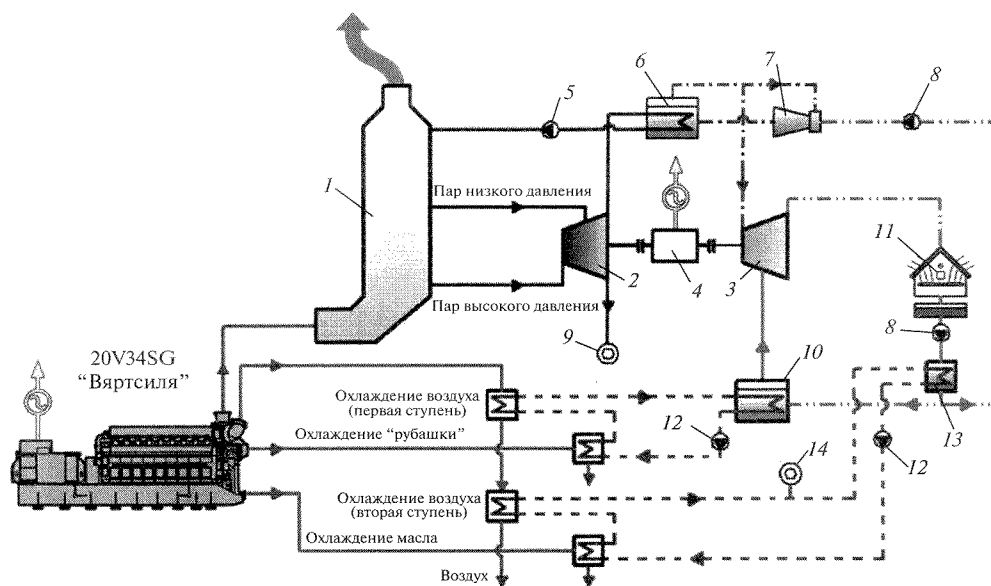 6
7
8
5
1
Пар низкого давления
11
2
4
3
Пар высокого давления
8
9
20V34SG
“Вяртсиля”
10
Охлаждение воздуха
(первая ступень)
12
13
12
Охлаждение “рубашки”
14
Охлаждение воздуха
(вторая ступень)
Охлаждение масла
Воздух